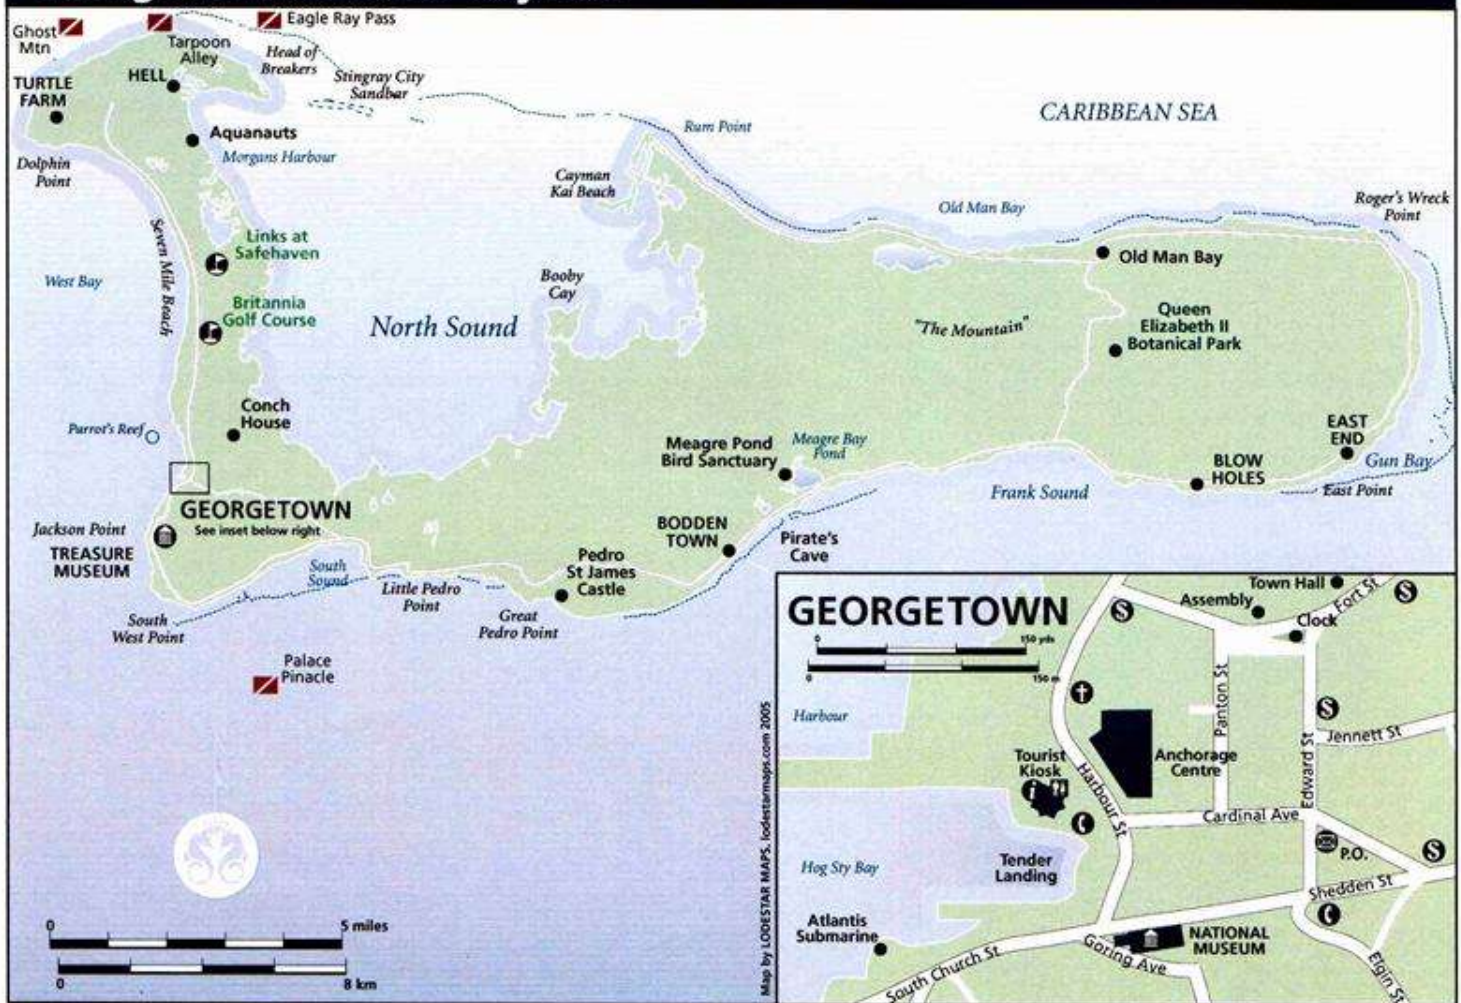 Ghost
Mtn
Eagle Ray Pass
Tarpoon
Alley
Head of
Breakers
Stingray City
Sandbar
HELL
TURTLE
FARM
Aquanauts
Morgans Harbour
Dolphin
Point
Rum Point
CARIBBEAN SEA
Cayman
Kai Beach
Old Man Bay
Roger's Wreck
Point
Seven Mile Beach
Links at
Safehaven
West Bay
Britannia
Golf Course
North Sound
Booby
Cay
Old Man Bay
"The Mountain"
Queen
Elizabeth II
Botanical Park
Conch
House
Parrot's Reef
Meagre Pond
Bird Sanctuary
Meagre Bay
Pond
EAST
END
Gun Bay
BLOW
HOLES
East Point
Frank Sound
GEORGETOWN
See inset below right
Jackson Point
TREASURE
MUSEUM
BODDEN
TOWN
Pirate's
Cave
South
Sound
Pedro
St James
Castle
Little Pedro
Point
Great
Pedro Point
South
West Point
Palace
Pinacle
0 5 miles
0 8 km
Map by LODESTAR MAPS. lodestarmaps.com 2005
GEORGETOWN
0 150 yds
0 150 m
Town Hall
Assembly
Clock
Fort St
$
$
Harbour
Panton St
$
Jennett St
Edward St
Anchorage
Centre
Tourist
Kiosk
i
Harbour St
Cardinal Ave
P.O.
$
Hog Sty Bay
Tender
Landing
Shedden St
Atlantis
Submarine
NATIONAL
MUSEUM
Goring Ave
South Church St
Elgin St